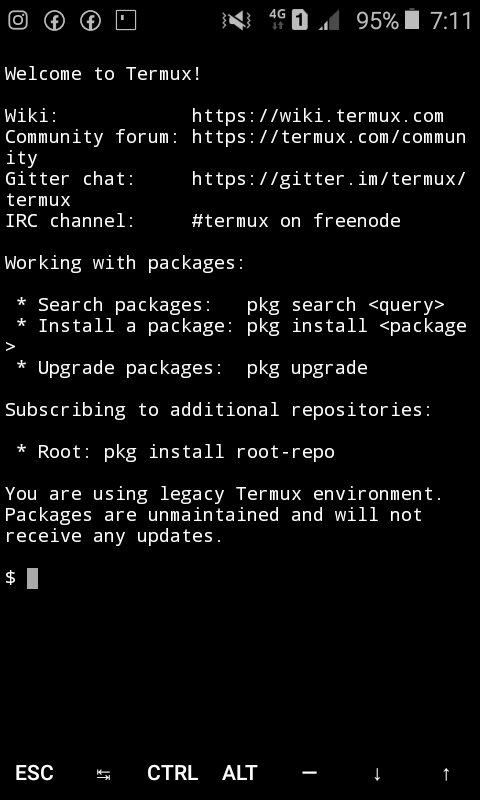 4G 1 95% 7:11
Welcome to Termux!
Wiki: https://wiki.termux.com
Community forum: https://termux.com/commun
ity
Gitter chat: https://gitter.im/termux/
termux
IRC channel: #termux on freenode
Working with packages:
* Search packages: pkg search <query>
* Install a package: pkg install <package
>
* Upgrade packages: pkg upgrade
Subscribing to additional repositories:
* Root: pkg install root-repo
You are using legacy Termux environment.
Packages are unmaintained and will not
receive any updates.
$
ESC ↹ CTRL ALT — ↓ ↑